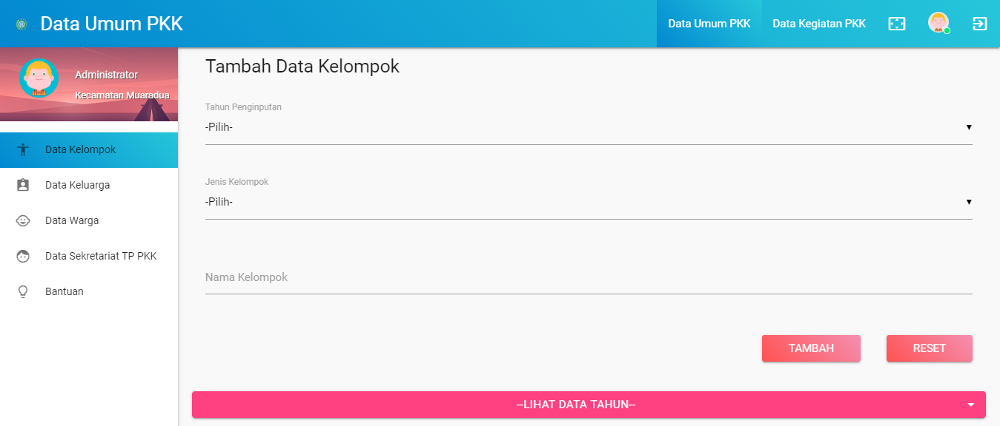 Data Umum PKK
Data Umum PKK
Data Kegiatan PKK
Administrator
Kecamatan Muaradua
Data Kelompok
Data Keluarga
Data Warga
Data Sekretariat TP PKK
Bantuan
Tambah Data Kelompok
Tahun Penginputan
-Pilih-
Jenis Kelompok
-Pilih-
Nama Kelompok
TAMBAH
RESET
--LIHAT DATA TAHUN--